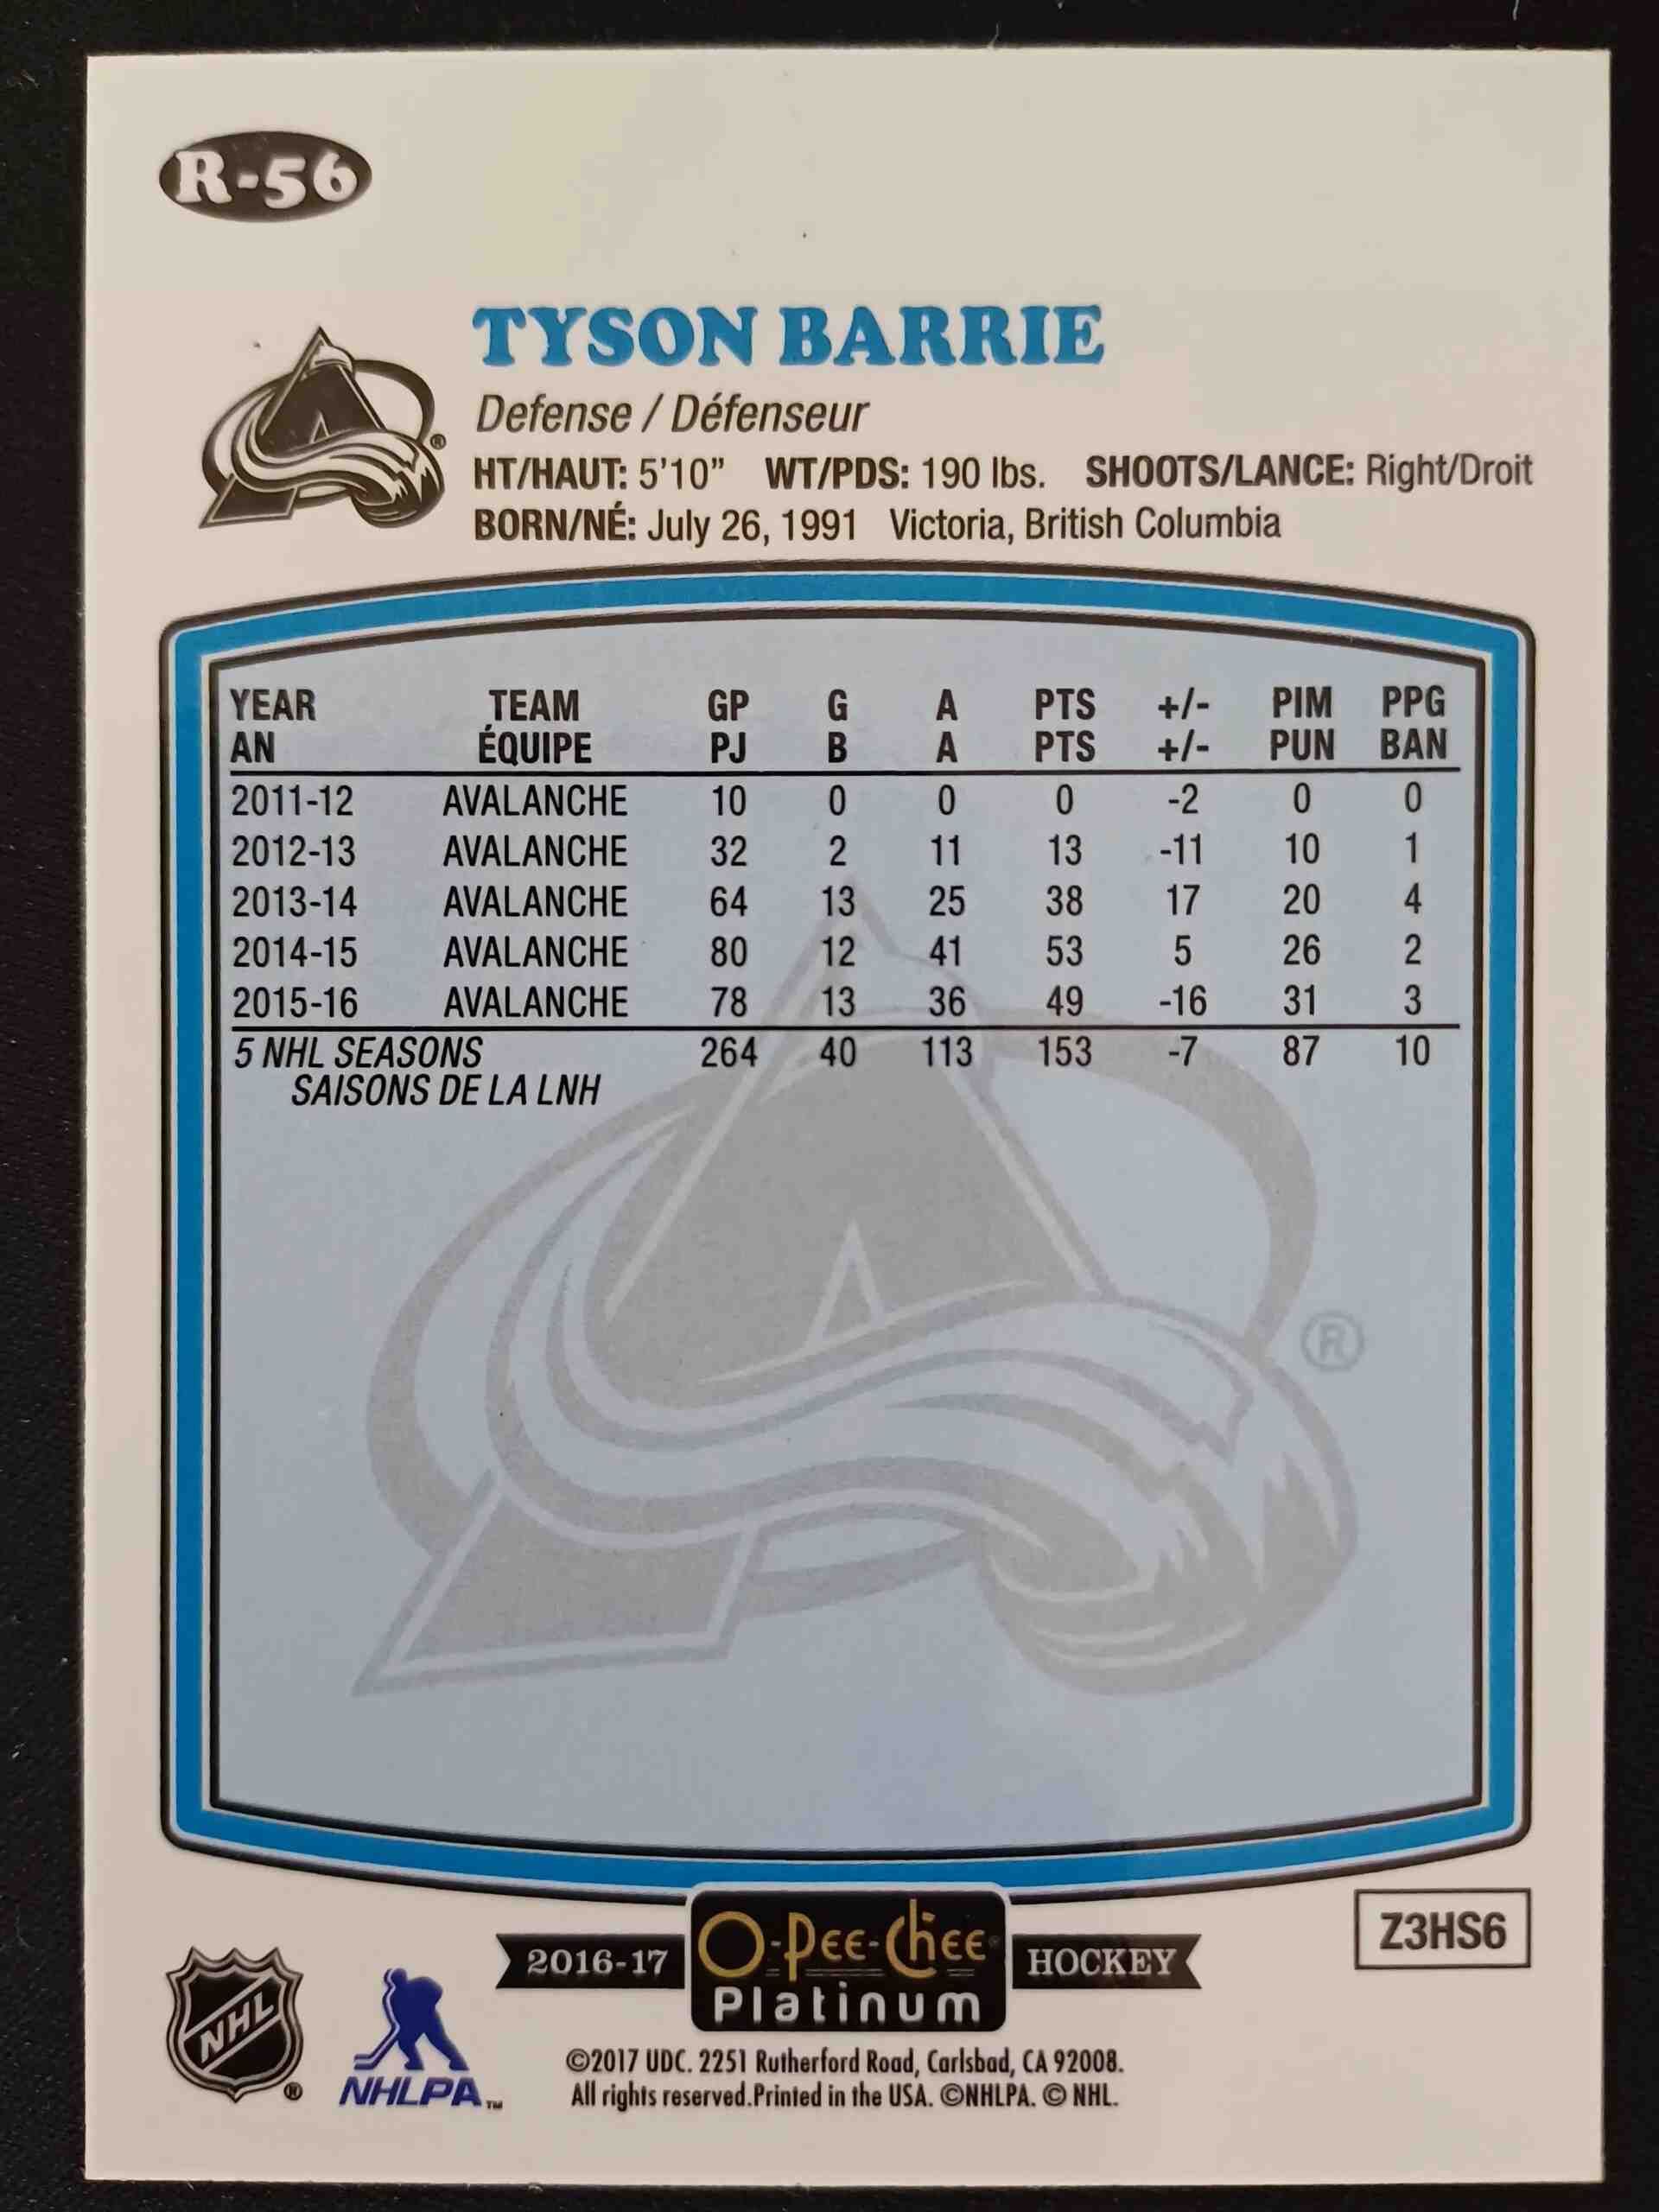 R-56
TYSON BARRIE
Defense / Défenseur
HT/HAUT: 5'10" WT/PDS: 190 lbs. SHOOTS/LANCE: Right/Droit
BORN/NÉ: July 26, 1991 Victoria, British Columbia
YEAR TEAM GP G A PTS +/- PIM PPG
AN ÉQUIPE PJ B A PTS +/- PUN BAN
2011-12 AVALANCHE 10 0 0 0 -2 0 0
2012-13 AVALANCHE 32 2 11 13 -11 10 1
2013-14 AVALANCHE 64 13 25 38 17 20 4
2014-15 AVALANCHE 80 12 41 53 5 26 2
2015-16 AVALANCHE 78 13 36 49 -16 31 3
5 NHL SEASONS 264 40 113 153 -7 87 10
SAISONS DE LA LNH
®
Z3HS6
2016-17 O-Pee-Chee HOCKEY
Platinum
NHL ®
NHLPA™
©2017 UDC. 2251 Rutherford Road, Carlsbad, CA 92008.
All rights reserved.Printed in the USA. ©NHLPA. © NHL.